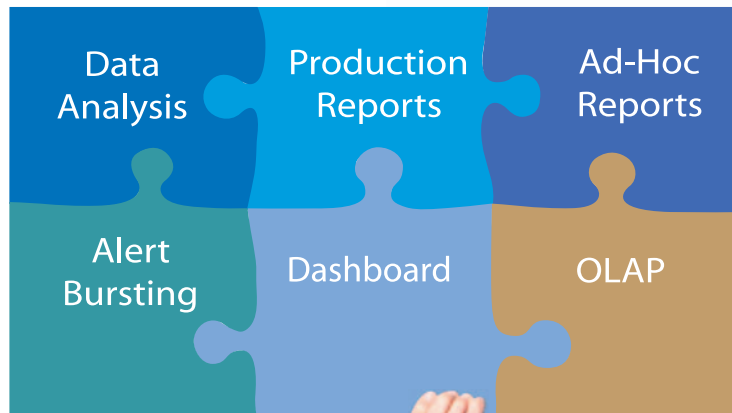 Data
Analysis
Production
Reports
Ad-Hoc
Reports
Alert
Bursting
Dashboard
OLAP